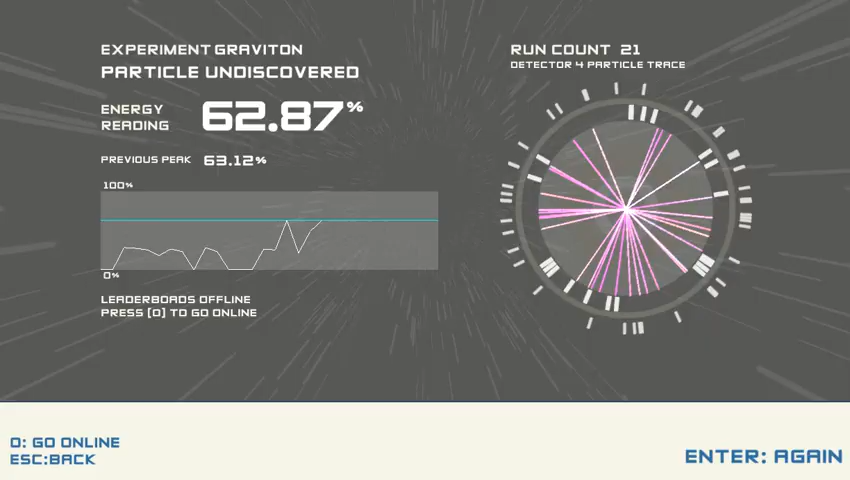 EXPERIMENT GRAVITON
PARTICLE UNDISCOVERED
ENERGY
READING
62.87%
PREVIOUS PEAK 63.12%
100%
0%
LEADERBOADS OFFLINE
PRESS [O] TO GO ONLINE
RUN COUNT 21
DETECTOR 4 PARTICLE TRACE
O: GO ONLINE
ESC:BACK
ENTER: AGAIN